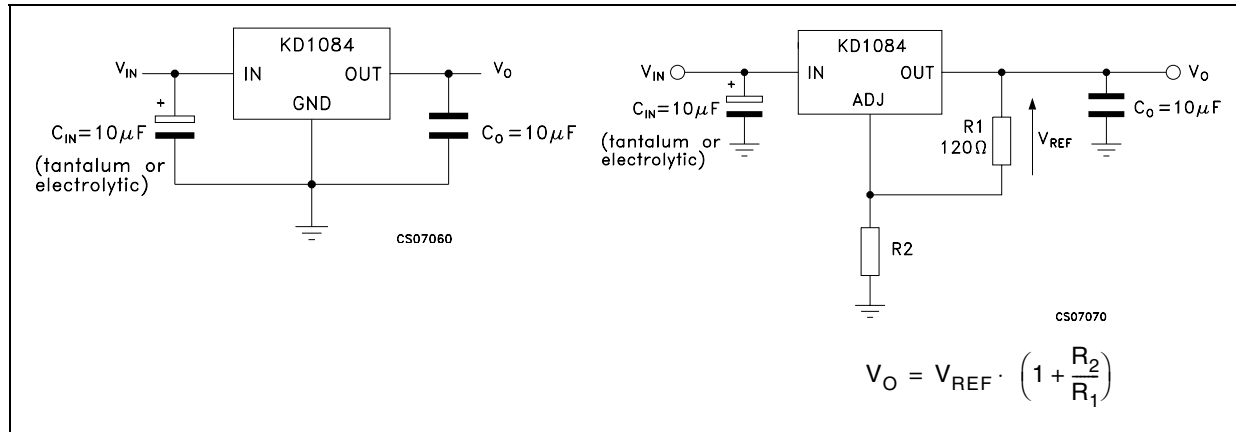 KD1084
V_IN IN OUT V_O
GND
+
C_IN=10μF
(tantalum or
electrolytic)
C_O=10μF
CS07060
KD1084
V_IN IN OUT V_O
ADJ
+
C_IN=10μF
(tantalum or
electrolytic)
R1
120Ω
V_REF
C_O=10μF
R2
CS07070
V_O = V_REF · (1 + R_2/R_1)